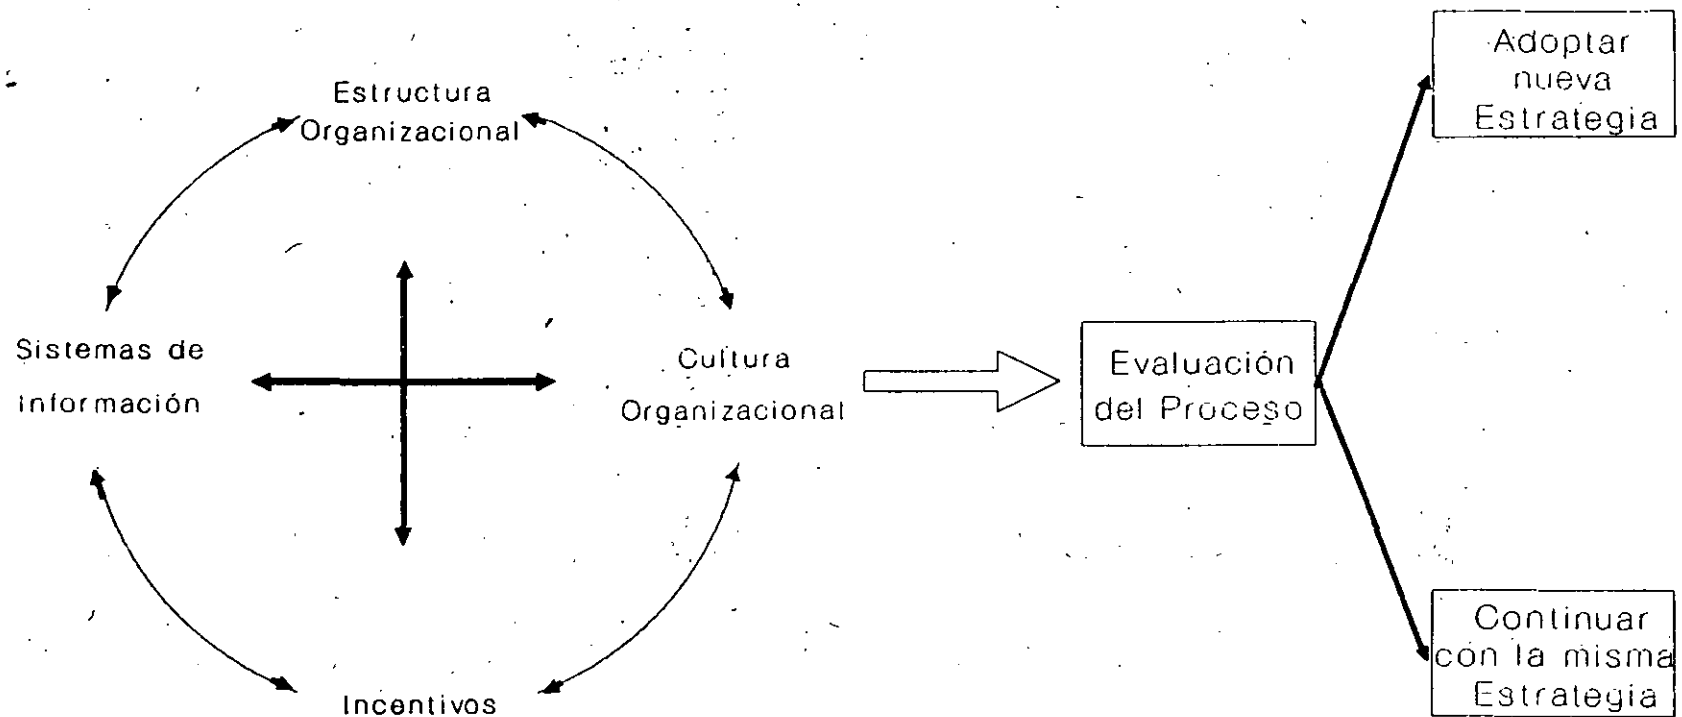 Estructura
Organizacional
Sistemas de
información
Cultura
Organizacional
Incentivos
Evaluación
del Proceso
Adoptar
nueva
Estrategia
Continuar
con la misma
Estrategia